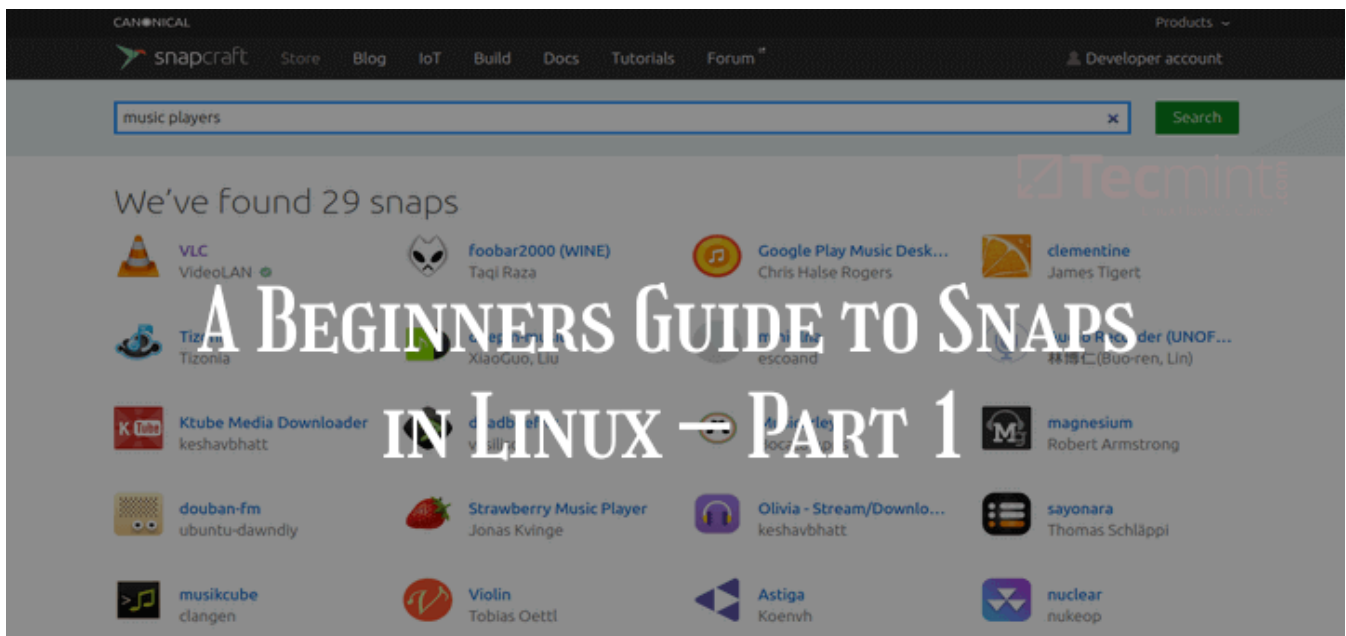 CANONICAL Products
snapcraft Store Blog IoT Build Docs Tutorials Forum Developer account
music players × Search
Tecmint
We've found 29 snaps
VLC foobar2000 (WINE) Google Play Music Desk... clementine
VideoLAN Taqi Raza Chris Halse Rogers James Tigert
A BEGINNERS GUIDE TO SNAPS
Tizonia XiaoGuo, Liu escoand 林博仁(Buo-ren, Lin)
Ktube Media Downloader magnesium
keshavbhatt Robert Armstrong
IN LINUX – PART 1
douban-fm Strawberry Music Player Olivia - Stream/Downlo... sayonara
ubuntu-dawndiy Jonas Kvinge keshavbhatt Thomas Schläppi
musikcube Violin Astiga nuclear
clangen Tobias Oettl Koenvh nukeop